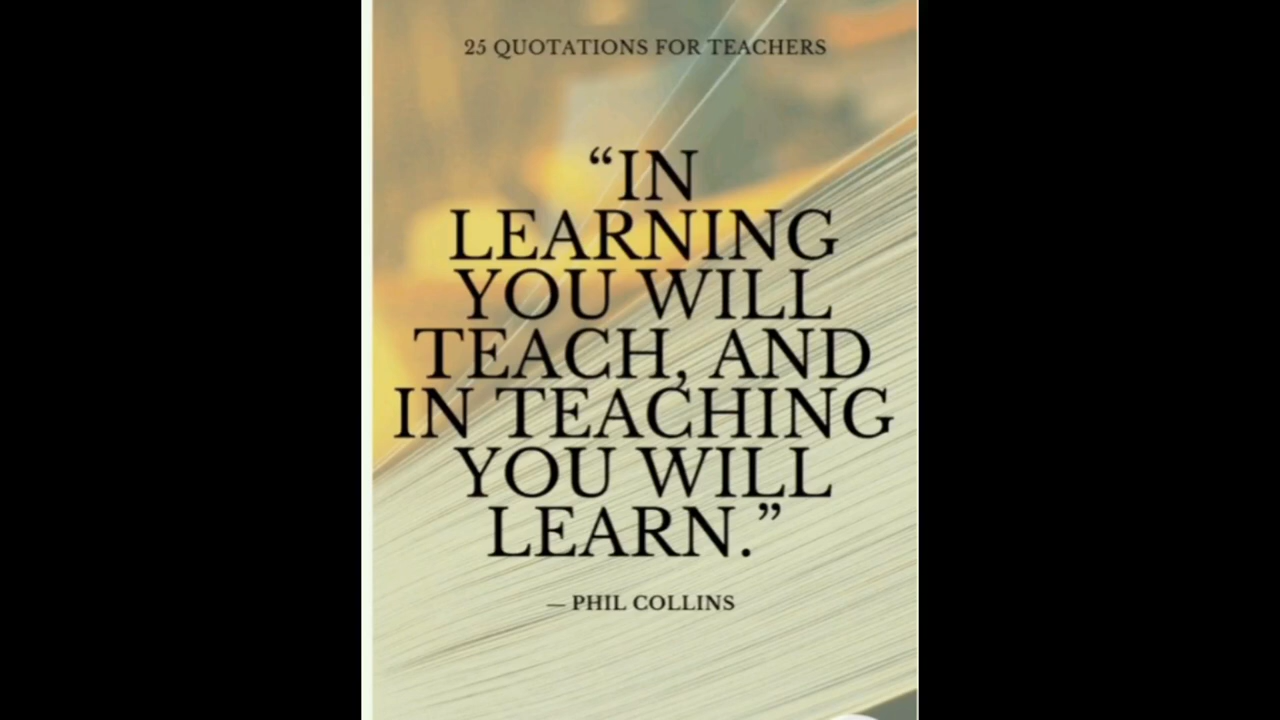 25 QUOTATIONS FOR TEACHERS
“IN
LEARNING
YOU WILL
TEACH, AND
IN TEACHING
YOU WILL
LEARN.”
— PHIL COLLINS